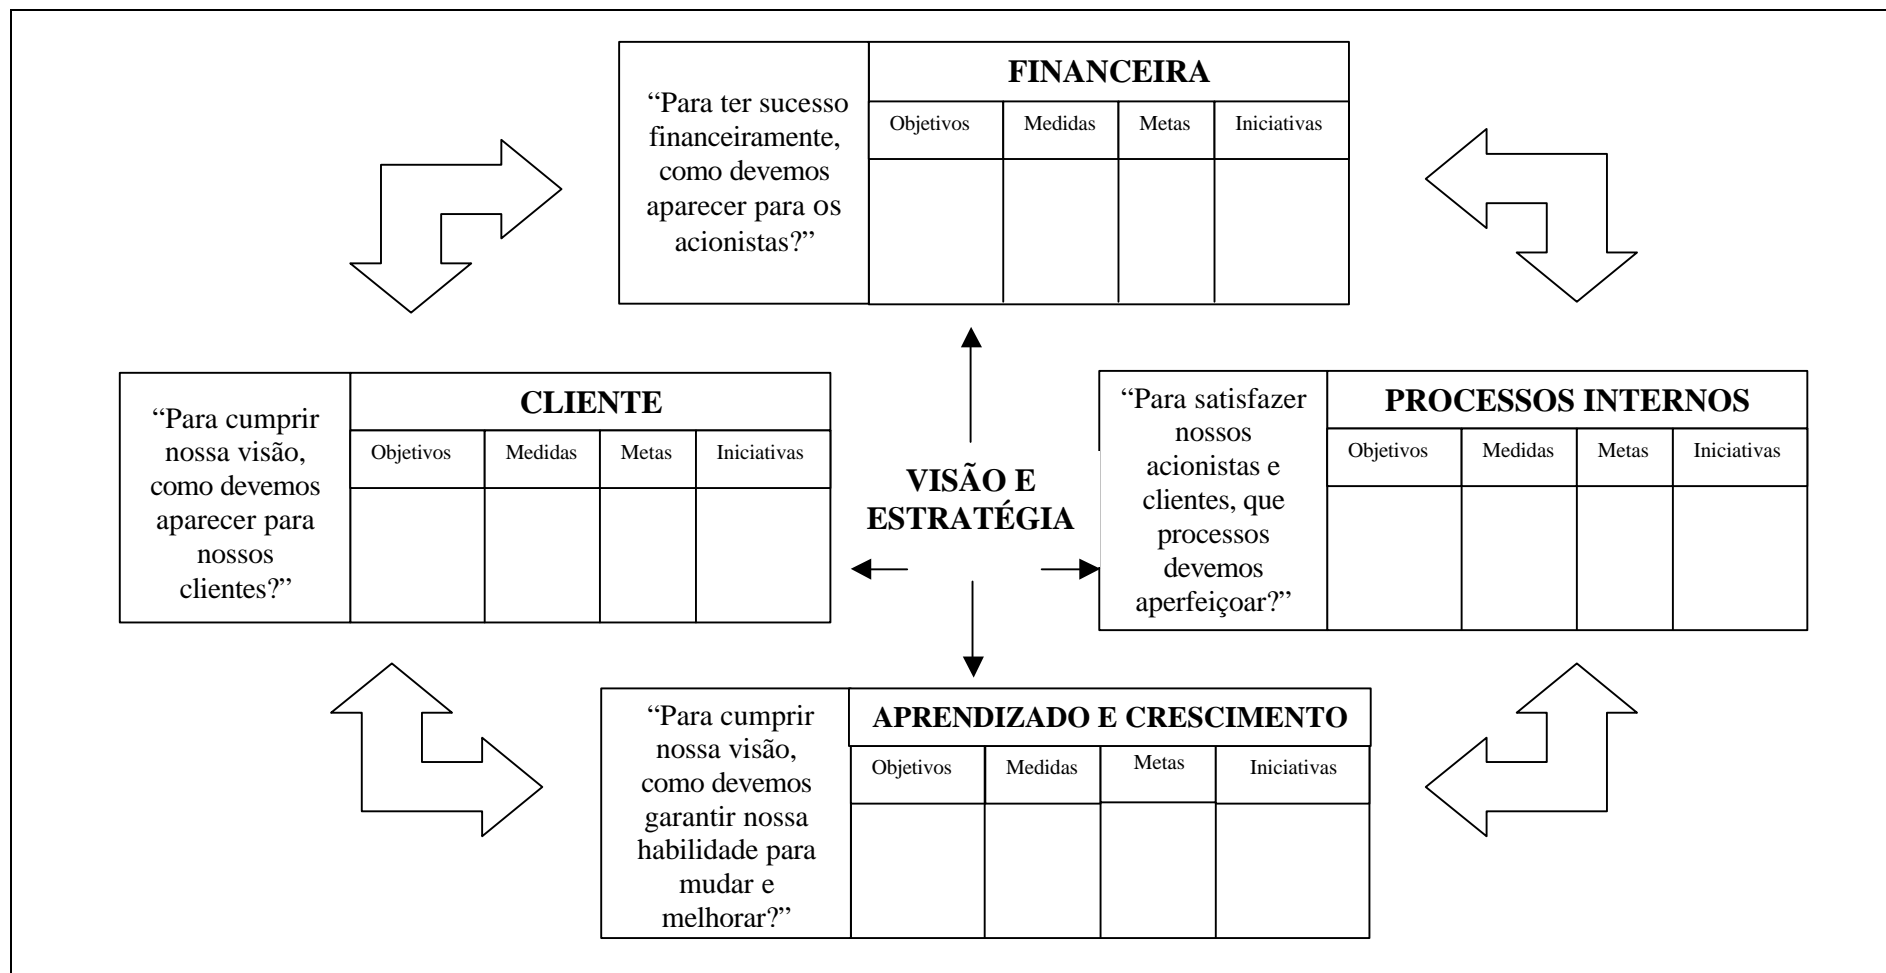 “Para ter sucesso
financeiramente,
como devemos
aparecer para os
acionistas?”
FINANCEIRA
Objetivos Medidas Metas Iniciativas
“Para cumprir
nossa visão,
como devemos
aparecer para
nossos
clientes?”
CLIENTE
Objetivos Medidas Metas Iniciativas
VISÃO E
ESTRATÉGIA
“Para satisfazer
nossos
acionistas e
clientes, que
processos
devemos
aperfeiçoar?”
PROCESSOS INTERNOS
Objetivos Medidas Metas Iniciativas
“Para cumprir
nossa visão,
como devemos
garantir nossa
habilidade para
mudar e
melhorar?”
APRENDIZADO E CRESCIMENTO
Objetivos Medidas Metas Iniciativas